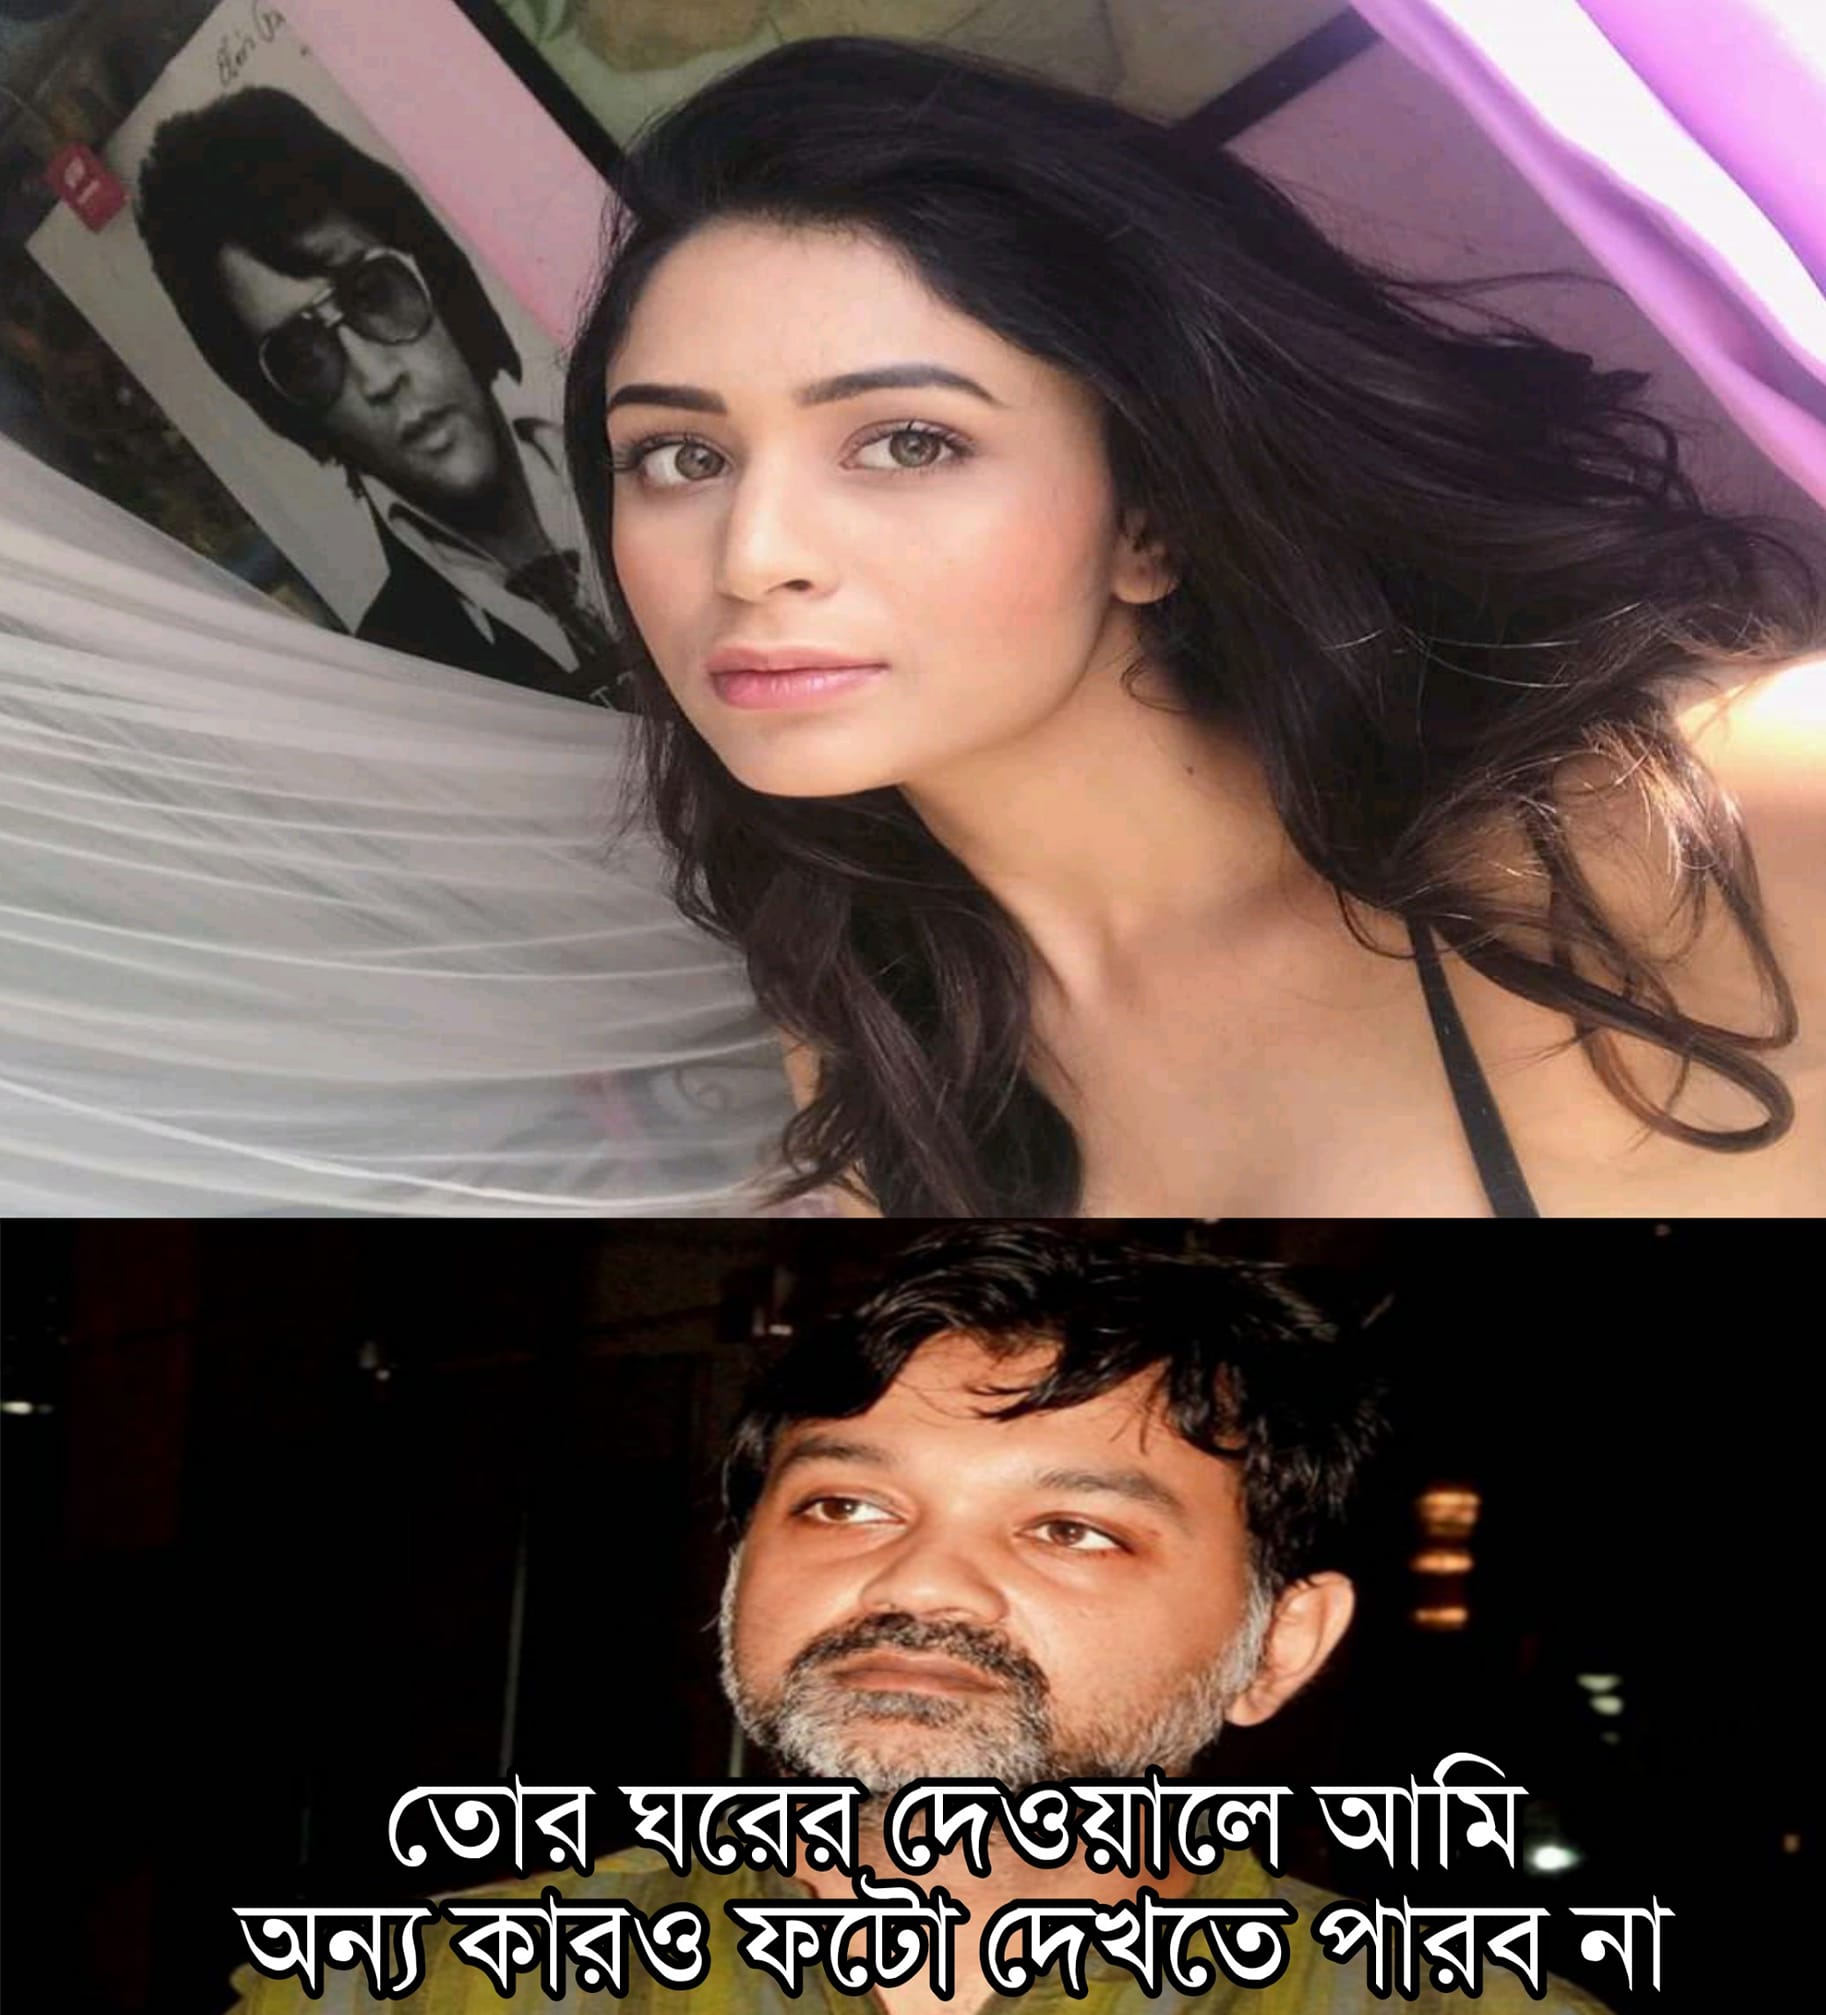 তোর ঘরের দেওয়ালে আমি
অন্য কারও ফটো দেখতে পারব না